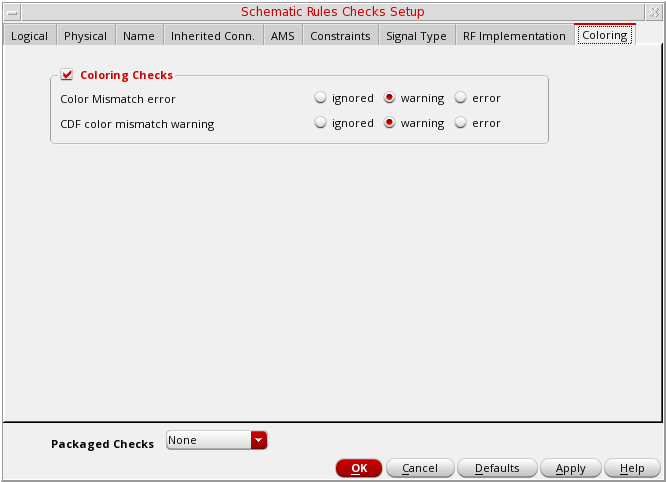 Schematic Rules Checks Setup
Logical Physical Name Inherited Conn. AMS Constraints Signal Type RF Implementation Coloring
Coloring Checks
Color Mismatch error ignored warning error
CDF color mismatch warning ignored warning error
Packaged Checks None
OK Cancel Defaults Apply Help